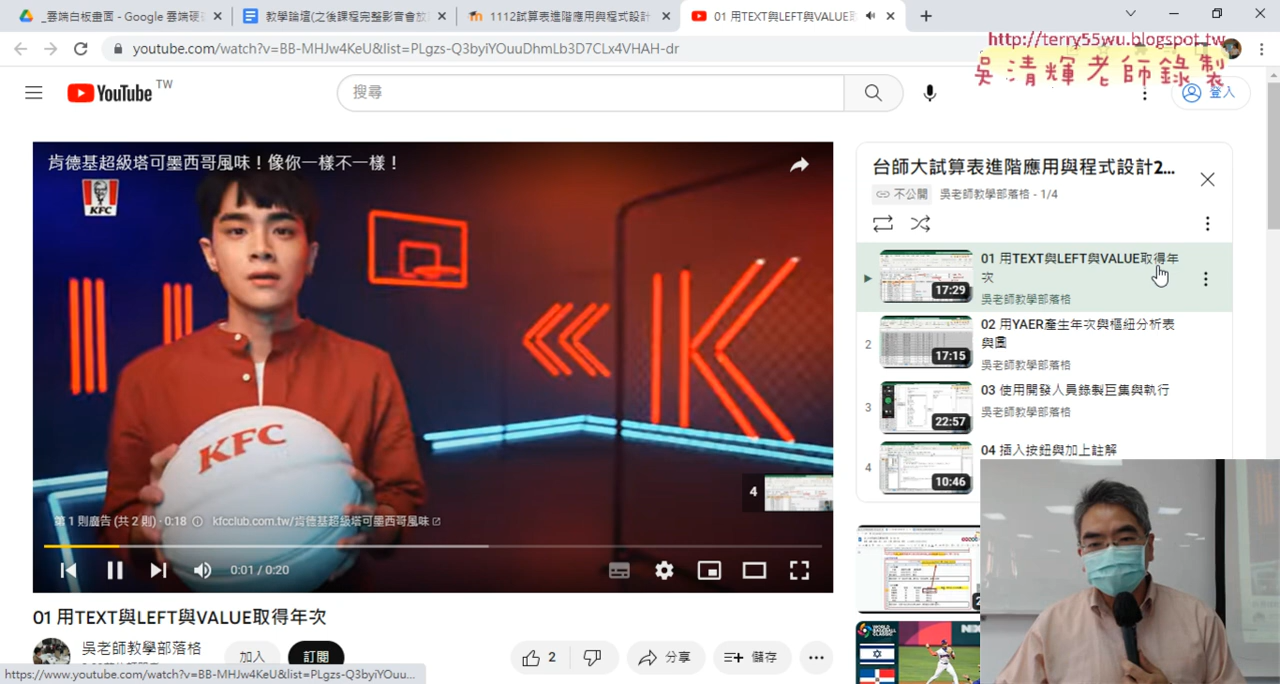 _雲端白板畫面 - Google 雲端硬
教學論壇(之後課程完整影音會放
1112試算表進階應用與程式設計
01 用TEXT與LEFT與VALUE取
youtube.com/watch?v=BB-MHJw4KeU&list=PLgzs-Q3byiYOuuDhmLb3D7CLx4VHAH-dr
http://terry55wu.blogspot.tw
吳清輝老師錄製
YouTube TW
搜尋
登入
肯德基超級塔可墨西哥風味！像你一樣不一樣！
KFC
KFC
4
第 1 則廣告 (共 2 則) · 0:18 kfcclub.com.tw/肯德基超級塔可墨西哥風味
0:01 / 0:20
01 用TEXT與LEFT與VALUE取得年次
吳老師教學部落格
加入
訂閱
2
分享
儲存
https://www.youtube.com/watch?v=BB-MHJw4KeU&list=PLgzs-Q3byiYOuu...
台師大試算表進階應用與程式設計2...
不公開
吳老師教學部落格 - 1/4
17:29
01 用TEXT與LEFT與VALUE取得年
次
吳老師教學部落格
2
17:15
02 用YAER產生年次與樞紐分析表
與圖
吳老師教學部落格
3
22:57
03 使用開發人員錄製巨集與執行
吳老師教學部落格
4
10:46
04 插入按鈕與加上註解
WORLD BASEBALL CLASSIC